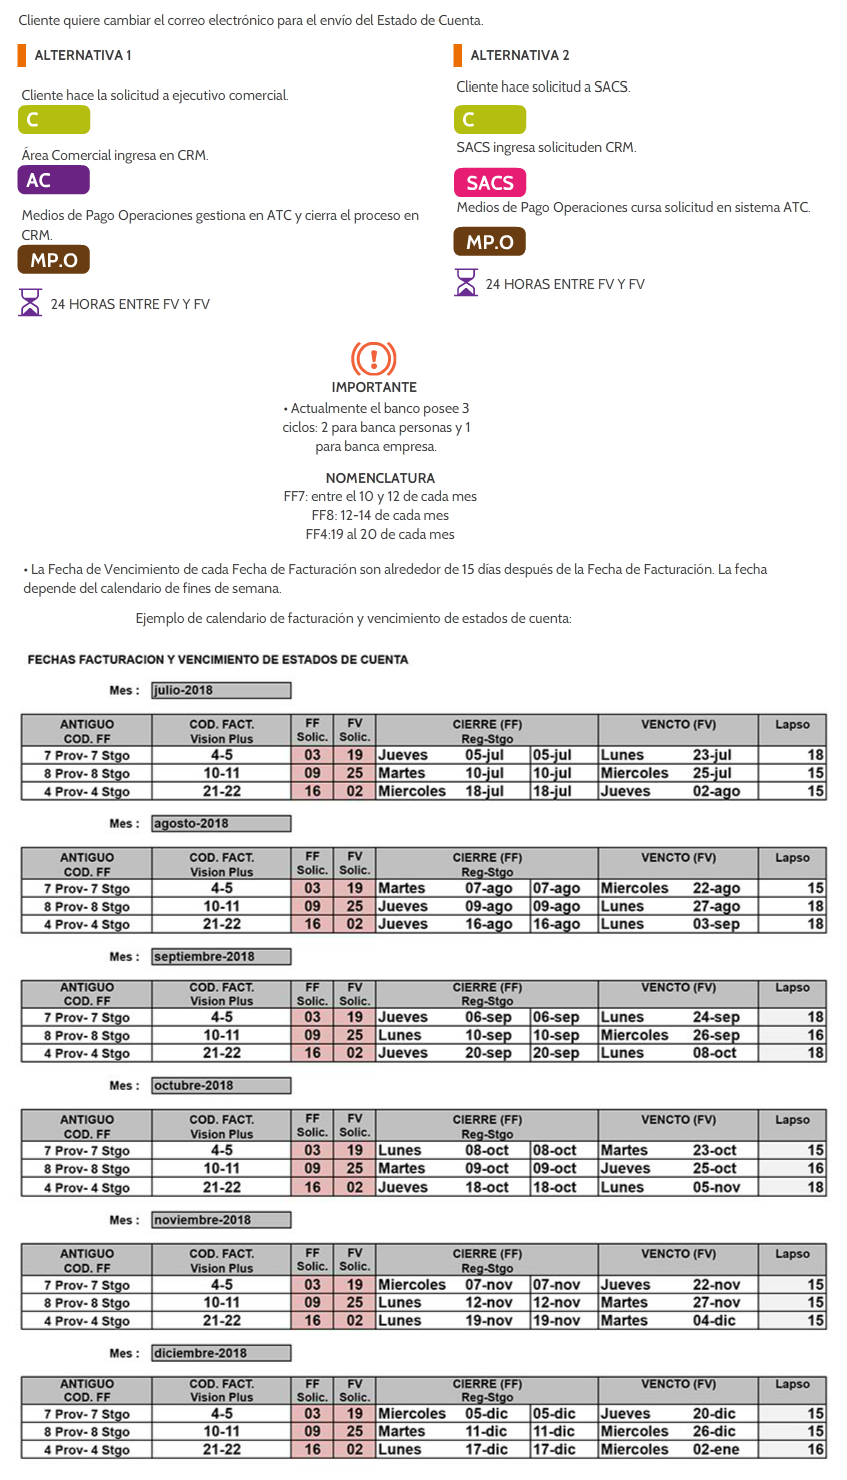 Cliente quiere cambiar el correo electrónico para el envío del Estado de Cuenta.
ALTERNATIVA 1
Cliente hace la solicitud a ejecutivo comercial.
C
Área Comercial ingresa en CRM.
AC
Medios de Pago Operaciones gestiona en ATC y cierra el proceso en
CRM.
MP.O
24 HORAS ENTRE FV Y FV
ALTERNATIVA 2
Cliente hace solicitud a SACS.
C
SACS ingresa solicituden CRM.
SACS
Medios de Pago Operaciones cursa solicitud en sistema ATC.
MP.O
24 HORAS ENTRE FV Y FV
IMPORTANTE
• Actualmente el banco posee 3
ciclos: 2 para banca personas y 1
para banca empresa.
NOMENCLATURA
FF7: entre el 10 y 12 de cada mes
FF8: 12-14 de cada mes
FF4:19 al 20 de cada mes
• La Fecha de Vencimiento de cada Fecha de Facturación son alrededor de 15 días después de la Fecha de Facturación. La fecha
depende del calendario de fines de semana.
Ejemplo de calendario de facturación y vencimiento de estados de cuenta:
FECHAS FACTURACION Y VENCIMIENTO DE ESTADOS DE CUENTA
Mes : julio-2018
ANTIGUO COD. FACT. FF FV CIERRE (FF) VENCTO (FV) Lapso
COD. FF Vision Plus Solic. Solic. Reg-Stgo
7 Prov- 7 Stgo 4-5 03 19 Jueves 05-jul 05-jul Lunes 23-jul 18
8 Prov- 8 Stgo 10-11 09 25 Martes 10-jul 10-jul Miercoles 25-jul 15
4 Prov- 4 Stgo 21-22 16 02 Miercoles 18-jul 18-jul Jueves 02-ago 15
Mes : agosto-2018
ANTIGUO COD. FACT. FF FV CIERRE (FF) VENCTO (FV) Lapso
COD. FF Vision Plus Solic. Solic. Reg-Stgo
7 Prov- 7 Stgo 4-5 03 19 Martes 07-ago 07-ago Miercoles 22-ago 15
8 Prov- 8 Stgo 10-11 09 25 Jueves 09-ago 09-ago Lunes 27-ago 18
4 Prov- 4 Stgo 21-22 16 02 Jueves 16-ago 16-ago Lunes 03-sep 18
Mes : septiembre-2018
ANTIGUO COD. FACT. FF FV CIERRE (FF) VENCTO (FV) Lapso
COD. FF Vision Plus Solic. Solic. Reg-Stgo
7 Prov- 7 Stgo 4-5 03 19 Jueves 06-sep 06-sep Lunes 24-sep 18
8 Prov- 8 Stgo 10-11 09 25 Lunes 10-sep 10-sep Miercoles 26-sep 16
4 Prov- 4 Stgo 21-22 16 02 Jueves 20-sep 20-sep Lunes 08-oct 18
Mes : octubre-2018
ANTIGUO COD. FACT. FF FV CIERRE (FF) VENCTO (FV) Lapso
COD. FF Vision Plus Solic. Solic. Reg-Stgo
7 Prov- 7 Stgo 4-5 03 19 Lunes 08-oct 08-oct Martes 23-oct 15
8 Prov- 8 Stgo 10-11 09 25 Martes 09-oct 09-oct Jueves 25-oct 16
4 Prov- 4 Stgo 21-22 16 02 Jueves 18-oct 18-oct Lunes 05-nov 18
Mes : noviembre-2018
ANTIGUO COD. FACT. FF FV CIERRE (FF) VENCTO (FV) Lapso
COD. FF Vision Plus Solic. Solic. Reg-Stgo
7 Prov- 7 Stgo 4-5 03 19 Miercoles 07-nov 07-nov Jueves 22-nov 15
8 Prov- 8 Stgo 10-11 09 25 Lunes 12-nov 12-nov Martes 27-nov 15
4 Prov- 4 Stgo 21-22 16 02 Lunes 19-nov 19-nov Martes 04-dic 15
Mes : diciembre-2018
ANTIGUO COD. FACT. FF FV CIERRE (FF) VENCTO (FV) Lapso
COD. FF Vision Plus Solic. Solic. Reg-Stgo
7 Prov- 7 Stgo 4-5 03 19 Miercoles 05-dic 05-dic Jueves 20-dic 15
8 Prov- 8 Stgo 10-11 09 25 Martes 11-dic 11-dic Miercoles 26-dic 15
4 Prov- 4 Stgo 21-22 16 02 Lunes 17-dic 17-dic Miercoles 02-ene 16